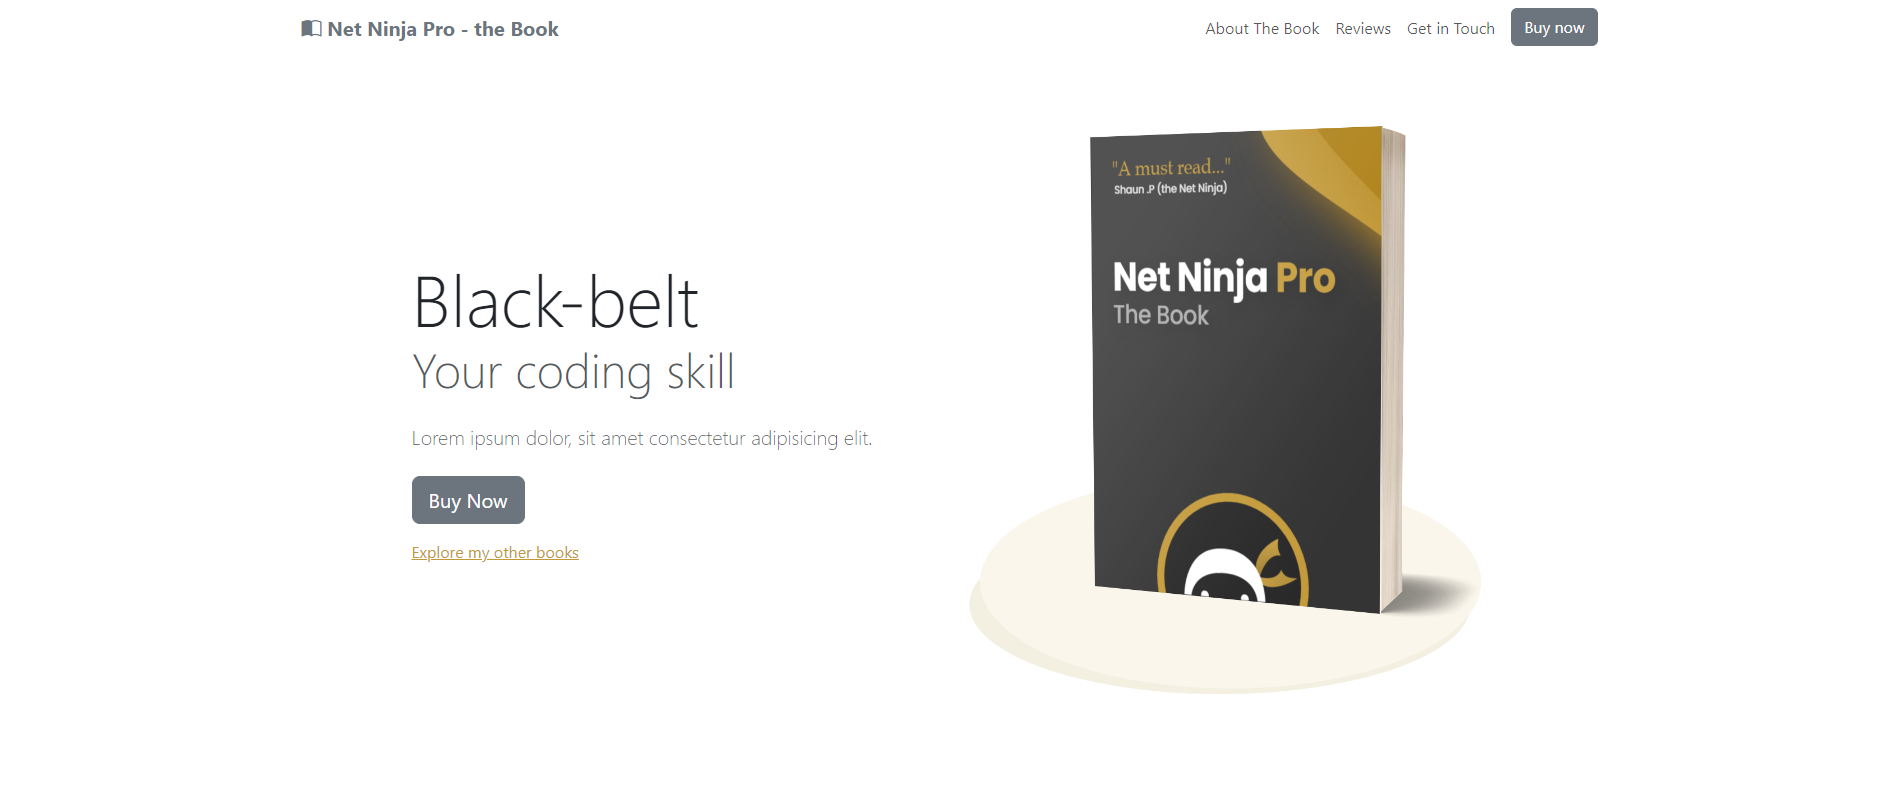 Net Ninja Pro - the Book
About The Book
Reviews
Get in Touch
Buy now
Black-belt
Your coding skill
Lorem ipsum dolor, sit amet consectetur adipisicing elit.
Buy Now
Explore my other books
"A must read..."
Shaun .P (the Net Ninja)
Net Ninja Pro
The Book